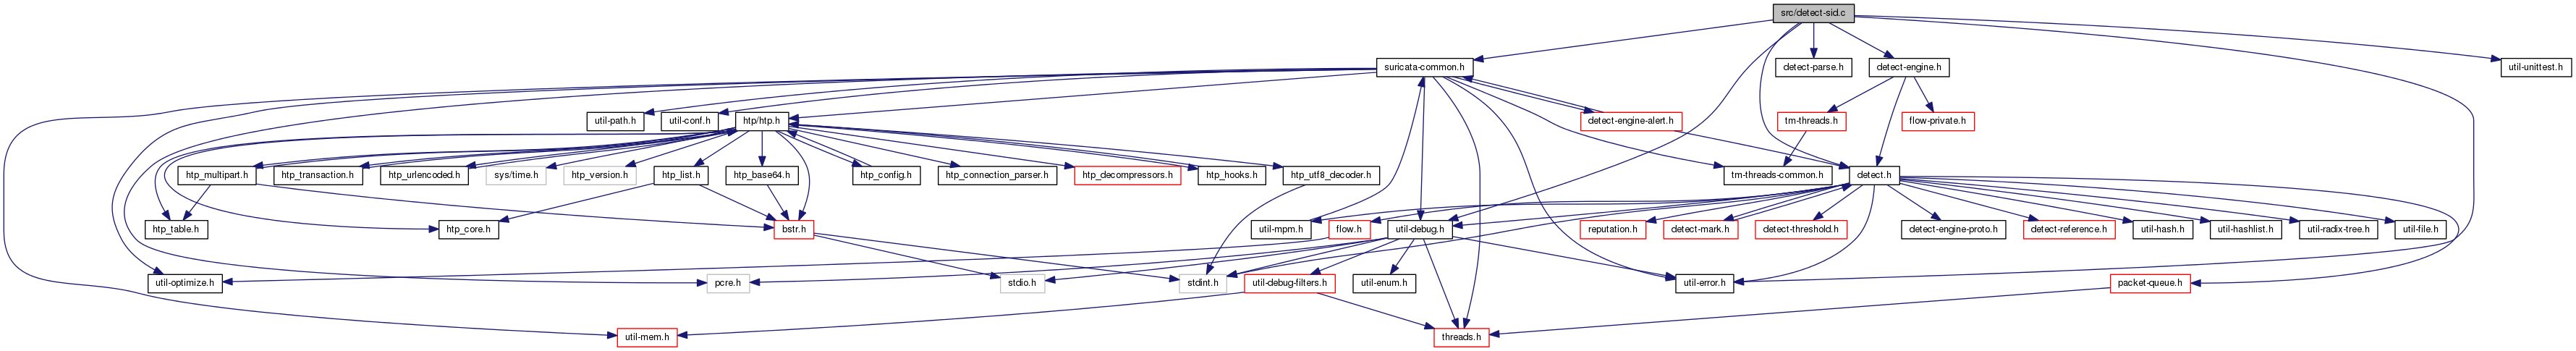 src/detect-sid.c
suricata-common.h
detect-parse.h
detect-engine.h
util-unittest.h
util-path.h
util-conf.h
htp/htp.h
detect-engine-alert.h
tm-threads.h
flow-private.h
htp_multipart.h
htp_transaction.h
htp_urlencoded.h
sys/time.h
htp_version.h
htp_list.h
htp_base64.h
htp_config.h
htp_connection_parser.h
htp_decompressors.h
htp_hooks.h
htp_utf8_decoder.h
tm-threads-common.h
detect.h
htp_table.h
htp_core.h
bstr.h
util-mpm.h
flow.h
util-debug.h
reputation.h
detect-mark.h
detect-threshold.h
detect-engine-proto.h
detect-reference.h
util-hash.h
util-hashlist.h
util-radix-tree.h
util-file.h
util-optimize.h
pcre.h
stdio.h
stdint.h
util-debug-filters.h
util-enum.h
util-error.h
packet-queue.h
util-mem.h
threads.h